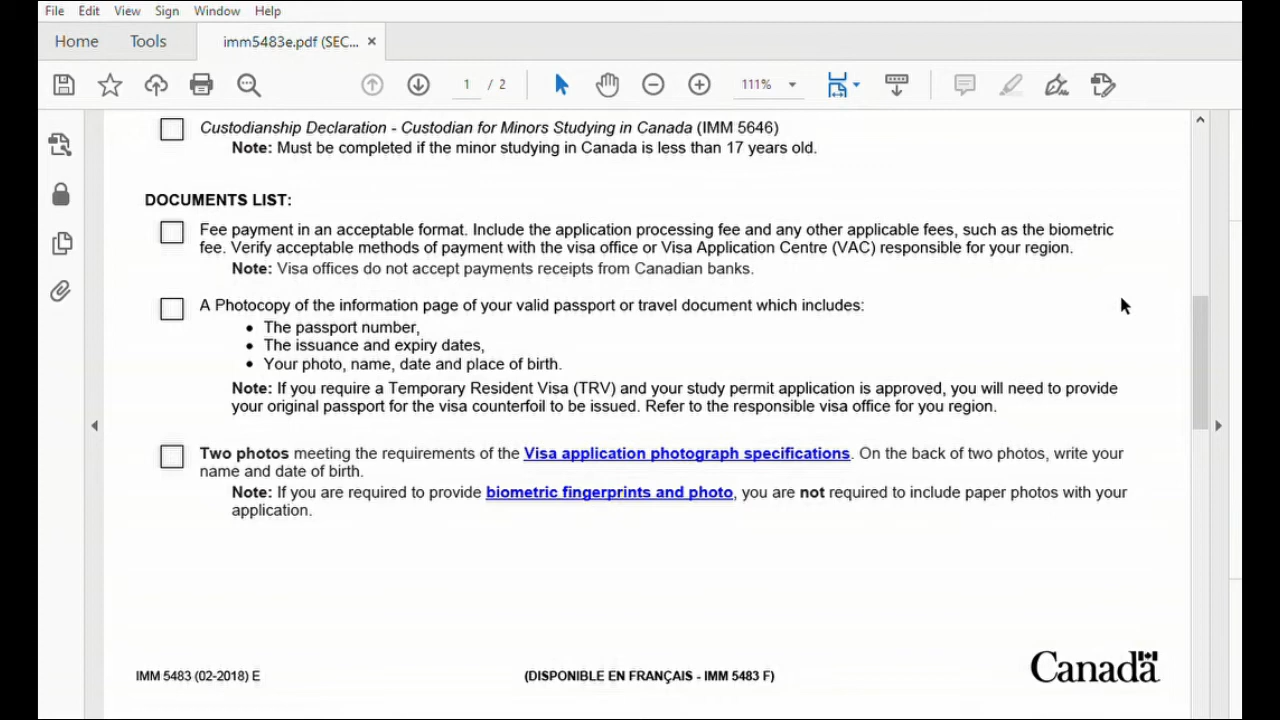 File Edit View Sign Window Help
Home Tools imm5483e.pdf (SEC... ×
1 / 2 111%
Custodianship Declaration - Custodian for Minors Studying in Canada (IMM 5646)
Note: Must be completed if the minor studying in Canada is less than 17 years old.
DOCUMENTS LIST:
Fee payment in an acceptable format. Include the application processing fee and any other applicable fees, such as the biometric
fee. Verify acceptable methods of payment with the visa office or Visa Application Centre (VAC) responsible for your region.
Note: Visa offices do not accept payments receipts from Canadian banks.
A Photocopy of the information page of your valid passport or travel document which includes:
• The passport number,
• The issuance and expiry dates,
• Your photo, name, date and place of birth.
Note: If you require a Temporary Resident Visa (TRV) and your study permit application is approved, you will need to provide
your original passport for the visa counterfoil to be issued. Refer to the responsible visa office for you region.
Two photos meeting the requirements of the Visa application photograph specifications. On the back of two photos, write your
name and date of birth.
Note: If you are required to provide biometric fingerprints and photo, you are not required to include paper photos with your
application.
IMM 5483 (02-2018) E (DISPONIBLE EN FRANÇAIS - IMM 5483 F) Canada